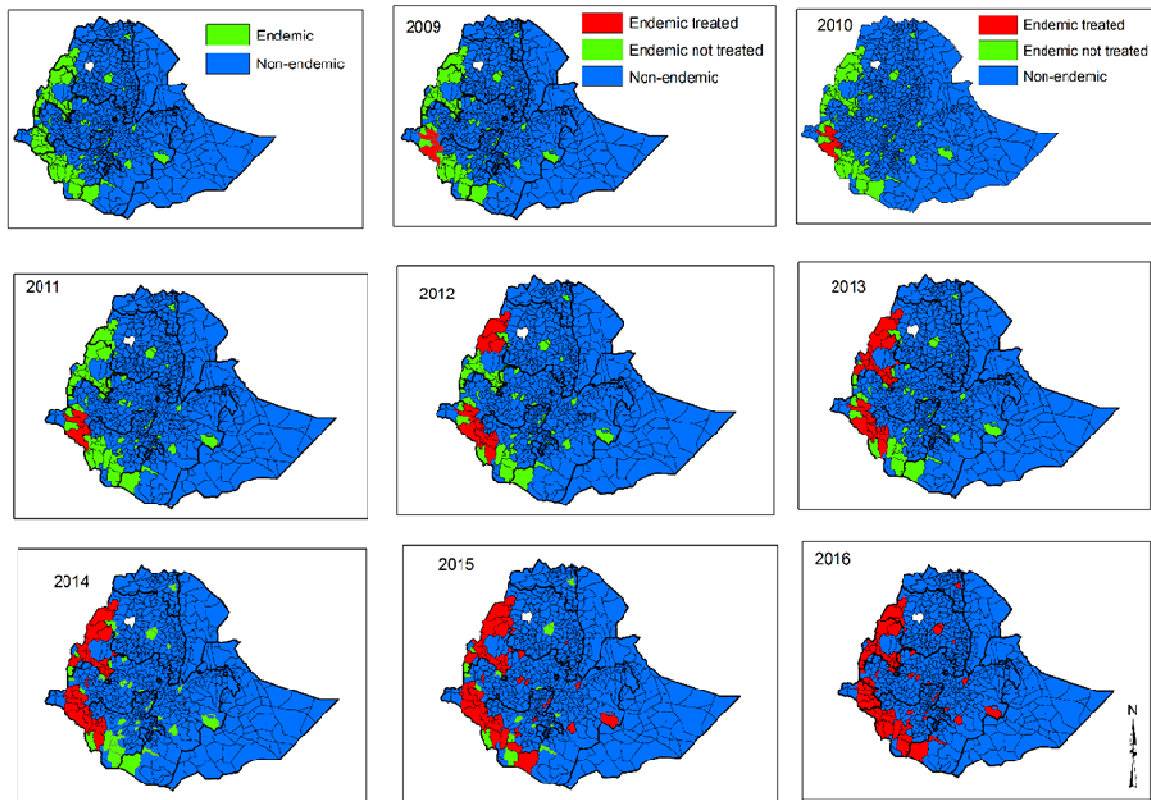 Endemic
Non-endemic
2009
Endemic treated
Endemic not treated
Non-endemic
2010
Endemic treated
Endemic not treated
Non-endemic
2011
2012
2013
2014
2015
2016
N